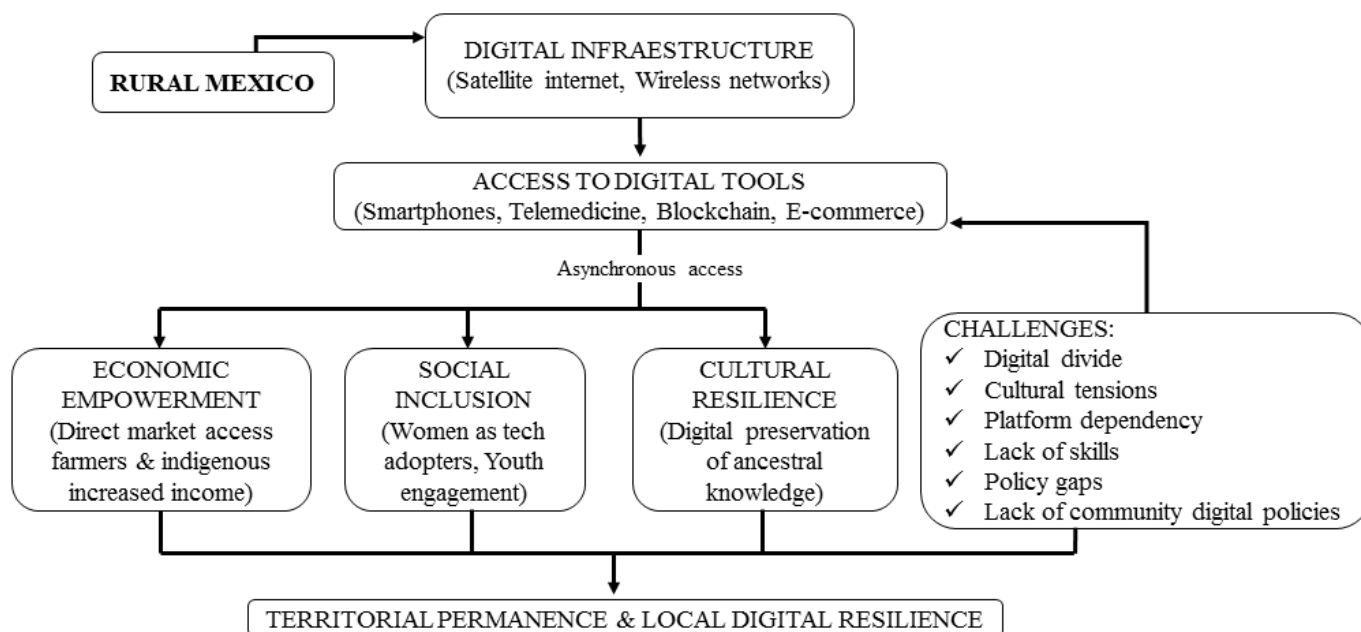 RURAL MEXICO
DIGITAL INFRAESTRUCTURE
(Satellite internet, Wireless networks)
ACCESS TO DIGITAL TOOLS
(Smartphones, Telemedicine, Blockchain, E-commerce)
Asynchronous access
ECONOMIC
EMPOWERMENT
(Direct market access
farmers & indigenous
increased income)
SOCIAL
INCLUSION
(Women as tech
adopters, Youth
engagement)
CULTURAL
RESILIENCE
(Digital preservation
of ancestral
knowledge)
CHALLENGES:
✓ Digital divide
✓ Cultural tensions
✓ Platform dependency
✓ Lack of skills
✓ Policy gaps
✓ Lack of community digital policies
TERRITORIAL PERMANENCE & LOCAL DIGITAL RESILIENCE